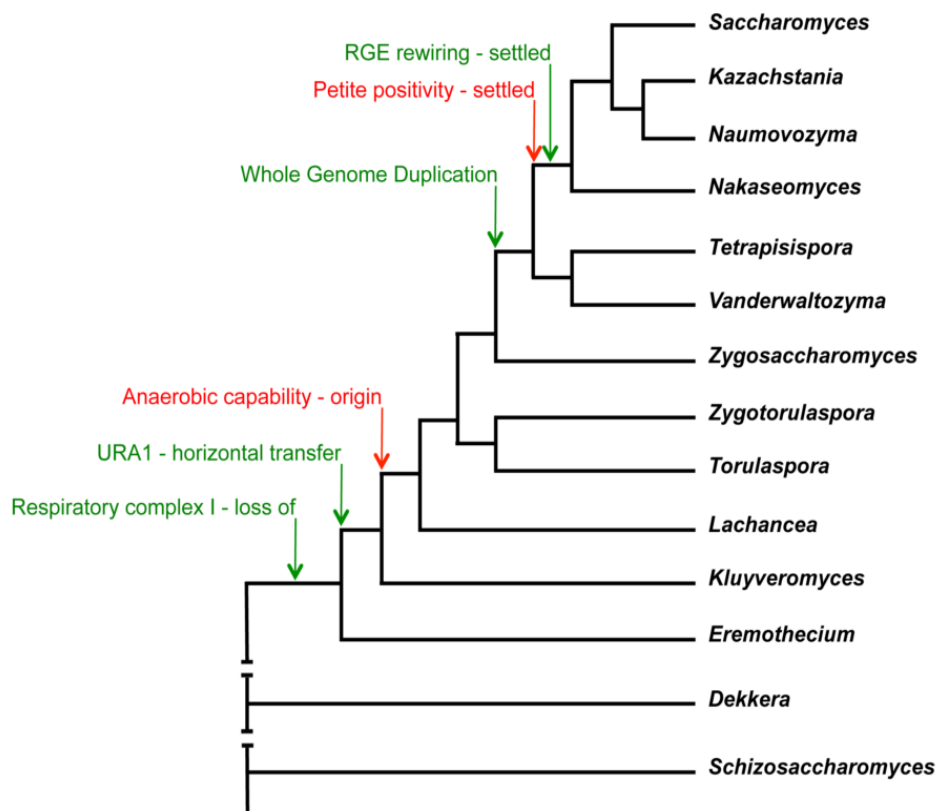 Saccharomyces
RGE rewiring - settled
Kazachstania
Petite positivity - settled
Naumovozyma
Whole Genome Duplication
Nakaseomyces
Tetrapisispora
Vanderwaltozyma
Zygosaccharomyces
Anaerobic capability - origin
Zygotorulaspora
URA1 - horizontal transfer
Torulaspora
Respiratory complex I - loss of
Lachancea
Kluyveromyces
Eremothecium
Dekkera
Schizosaccharomyces